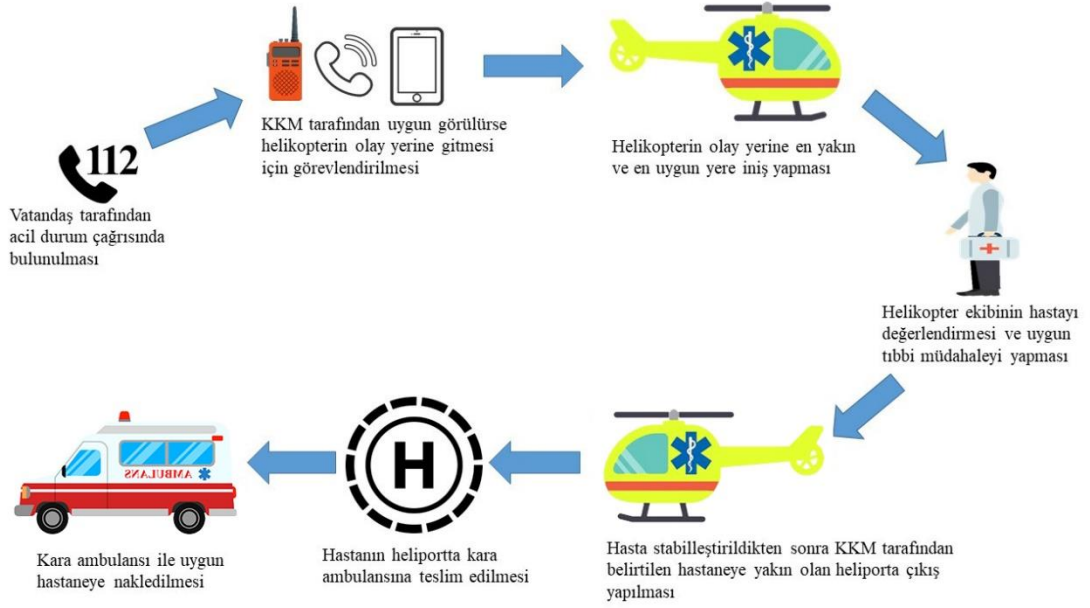 112
Vatandaş tarafından
acil durum çağrısında
bulunulması
KKM tarafından uygun görülürse
helikopterin olay yerine gitmesi
için görevlendirilmesi
Helikopterin olay yerine en yakın
ve en uygun yere iniş yapması
Helikopter ekibinin hastayı
değerlendirmesi ve uygun
tıbbi müdahaleyi yapması
Hasta stabilleştirildikten sonra KKM tarafından
belirtilen hastaneye yakın olan heliporta çıkış
yapılması
H
Hastanın heliportta kara
ambulansına teslim edilmesi
AMBULANS
Kara ambulansı ile uygun
hastaneye nakledilmesi